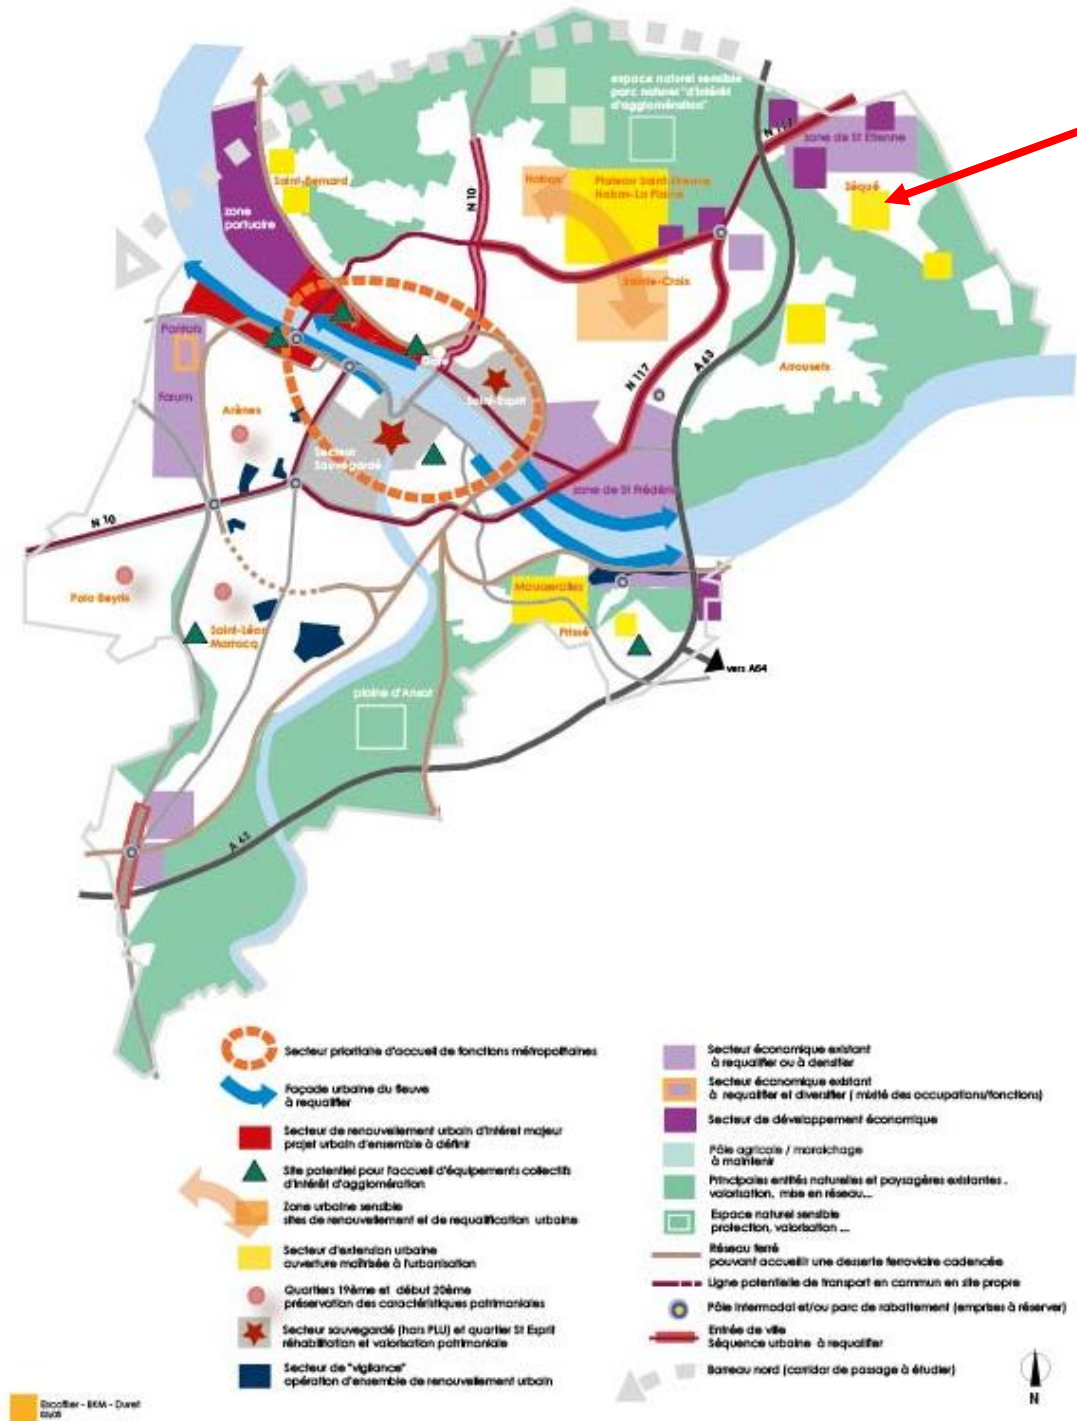 espace naturel sensible
parc naturel "d'intérêt
d'agglomération"
N 117
zone de St Etienne
Séqué
Saint-Bernard
N 10
Habas
Plateau Saint-Etienne
Habas-La Plaine
zone
portuaire
Sainte-Croix
Pontots
Arrousets
Forum
Arènes
Gare
Saint-Esprit
N 117
A 63
Secteur
Sauvegardé
zone de St Frédéric
N 10
Mousserolles
Polo Beyris
Saint-Léon
Marracq
Prissé
vers A64
plaine d'Ansot
A 63
Secteur prioritaire d'accueil de fonctions métropolitaines
Façade urbaine du fleuve
à requalifier
Secteur de renouvellement urbain d'intéret majeur
projet urbain d'ensemble à définir
Site potentiel pour l'accueil d'équipements collectifs
d'intérêt d'agglomération
Zone urbaine sensible
sites de renouvellement et de requalification urbaine
Secteur d'extension urbaine
ouverture maîtrisée à l'urbanisation
Quartiers 19ème et début 20ème
préservation des caractéristiques patrimoniales
Secteur sauvegardé (hors PLU) et quartier St Esprit
réhabilitation et valorisation patrimoniale
Secteur de "vigilance"
opération d'ensemble de renouvellement urbain
Secteur économique existant
à requalifier ou à densifier
Secteur économique existant
à requalifier et diversifier ( mixité des occupations/fonctions)
Secteur de développement économique
Pôle agricole / maraichage
à maintenir
Principales entités naturelles et paysagères existantes .
valorisation, mise en réseau...
Espace naturel sensible
protection, valorisation ...
Réseau ferré
pouvant accueillir une desserte ferroviaire cadencée
Ligne potentielle de transport en commun en site propre
Pôle intermodal et/ou parc de rabattement (emprises à réserver)
Entrée de ville
Séquence urbaine à requalifier
Barreau nord (corridor de passage à étudier)
N
Escoffier - BKM - Duret